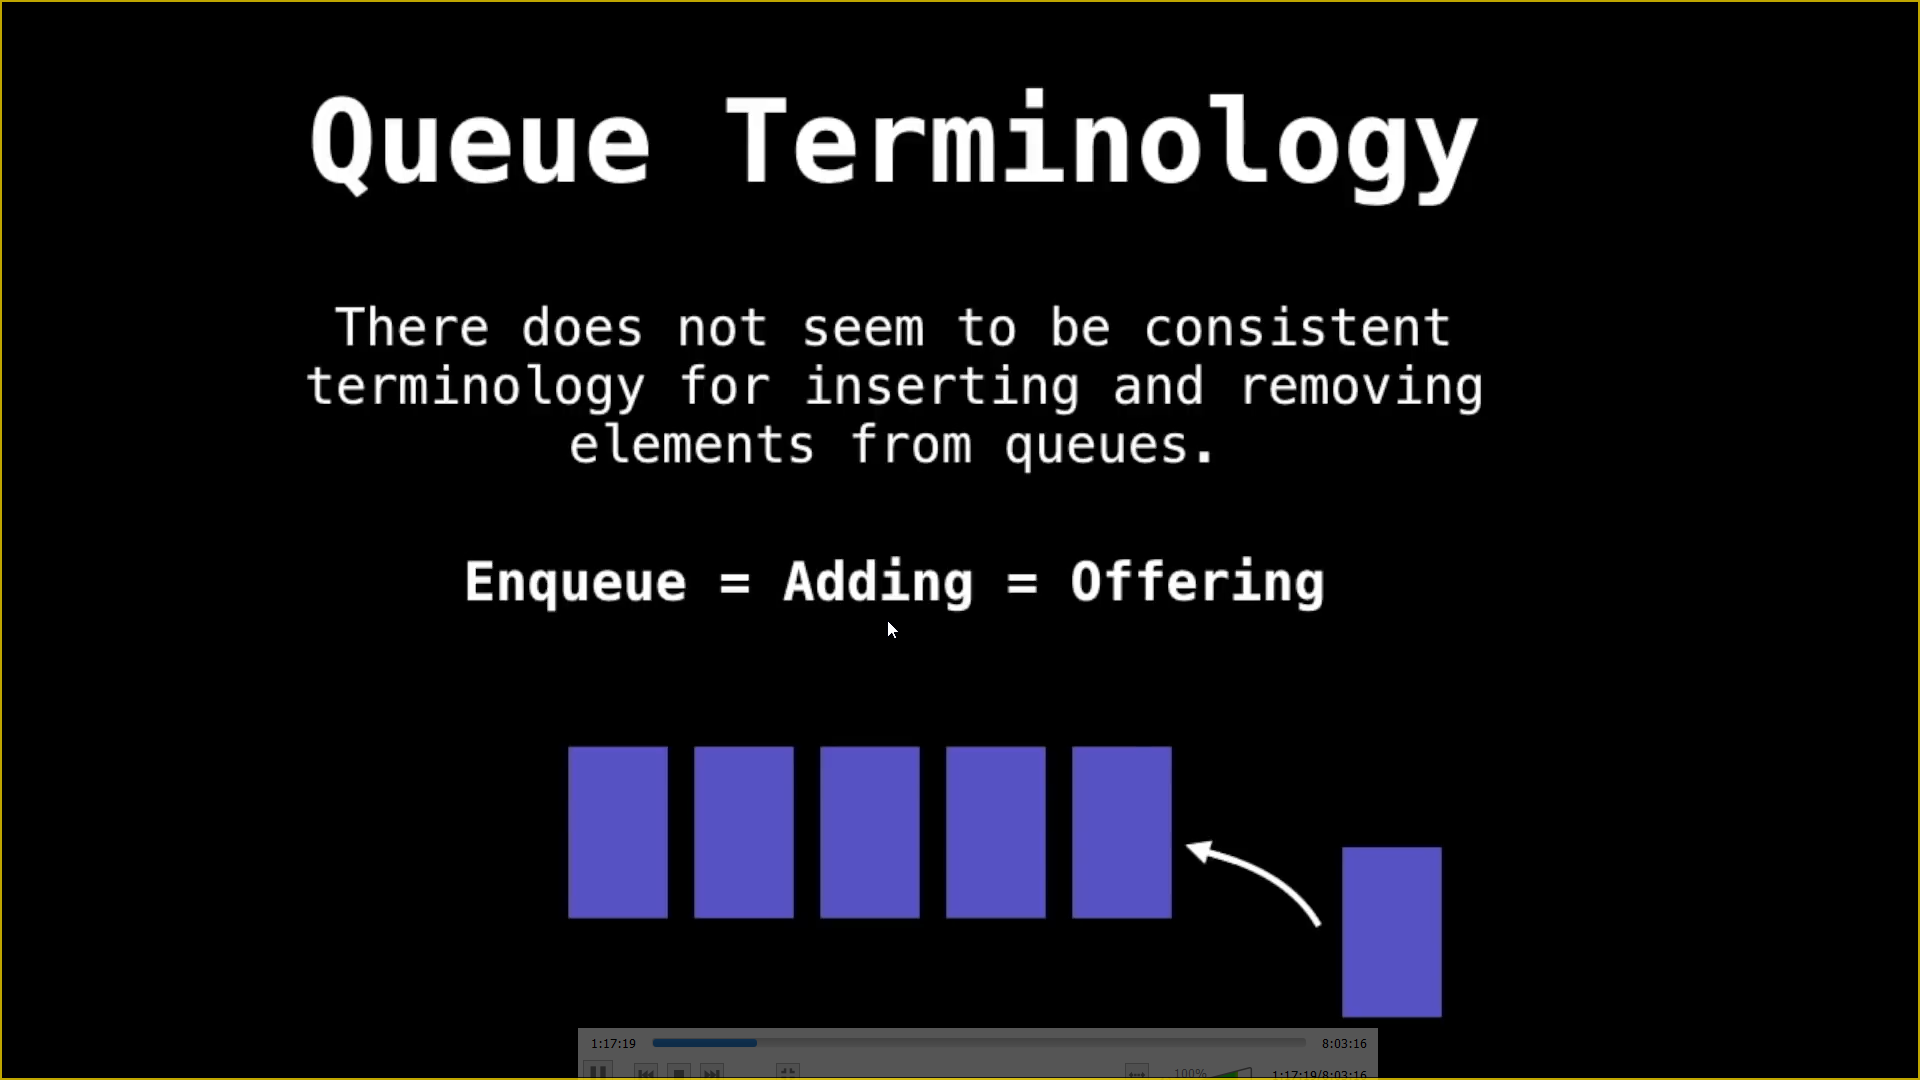 Queue Terminology
There does not seem to be consistent
terminology for inserting and removing
elements from queues.
Enqueue = Adding = Offering
1:17:19
8:03:16
100%
1:17:19/8:03:16